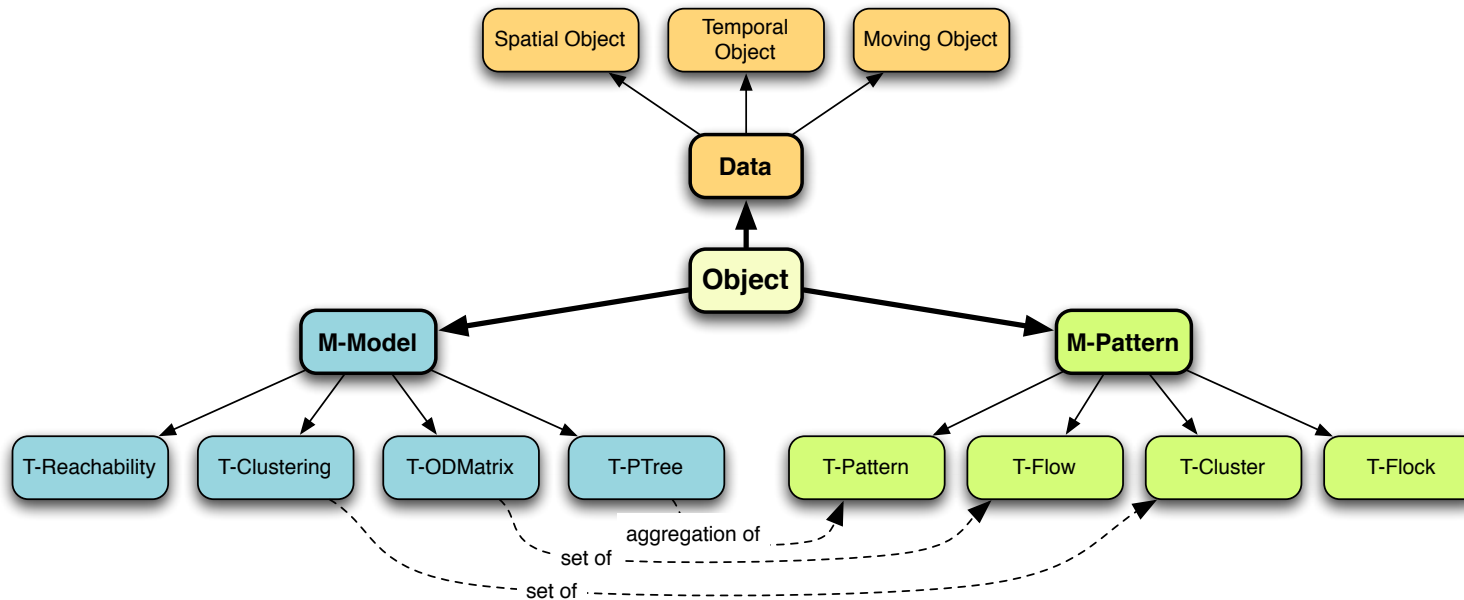 Spatial Object
Temporal
Object
Moving Object
Data
Object
M-Model
M-Pattern
T-Reachability
T-Clustering
T-ODMatrix
T-PTree
T-Pattern
T-Flow
T-Cluster
T-Flock
aggregation of
set of
set of